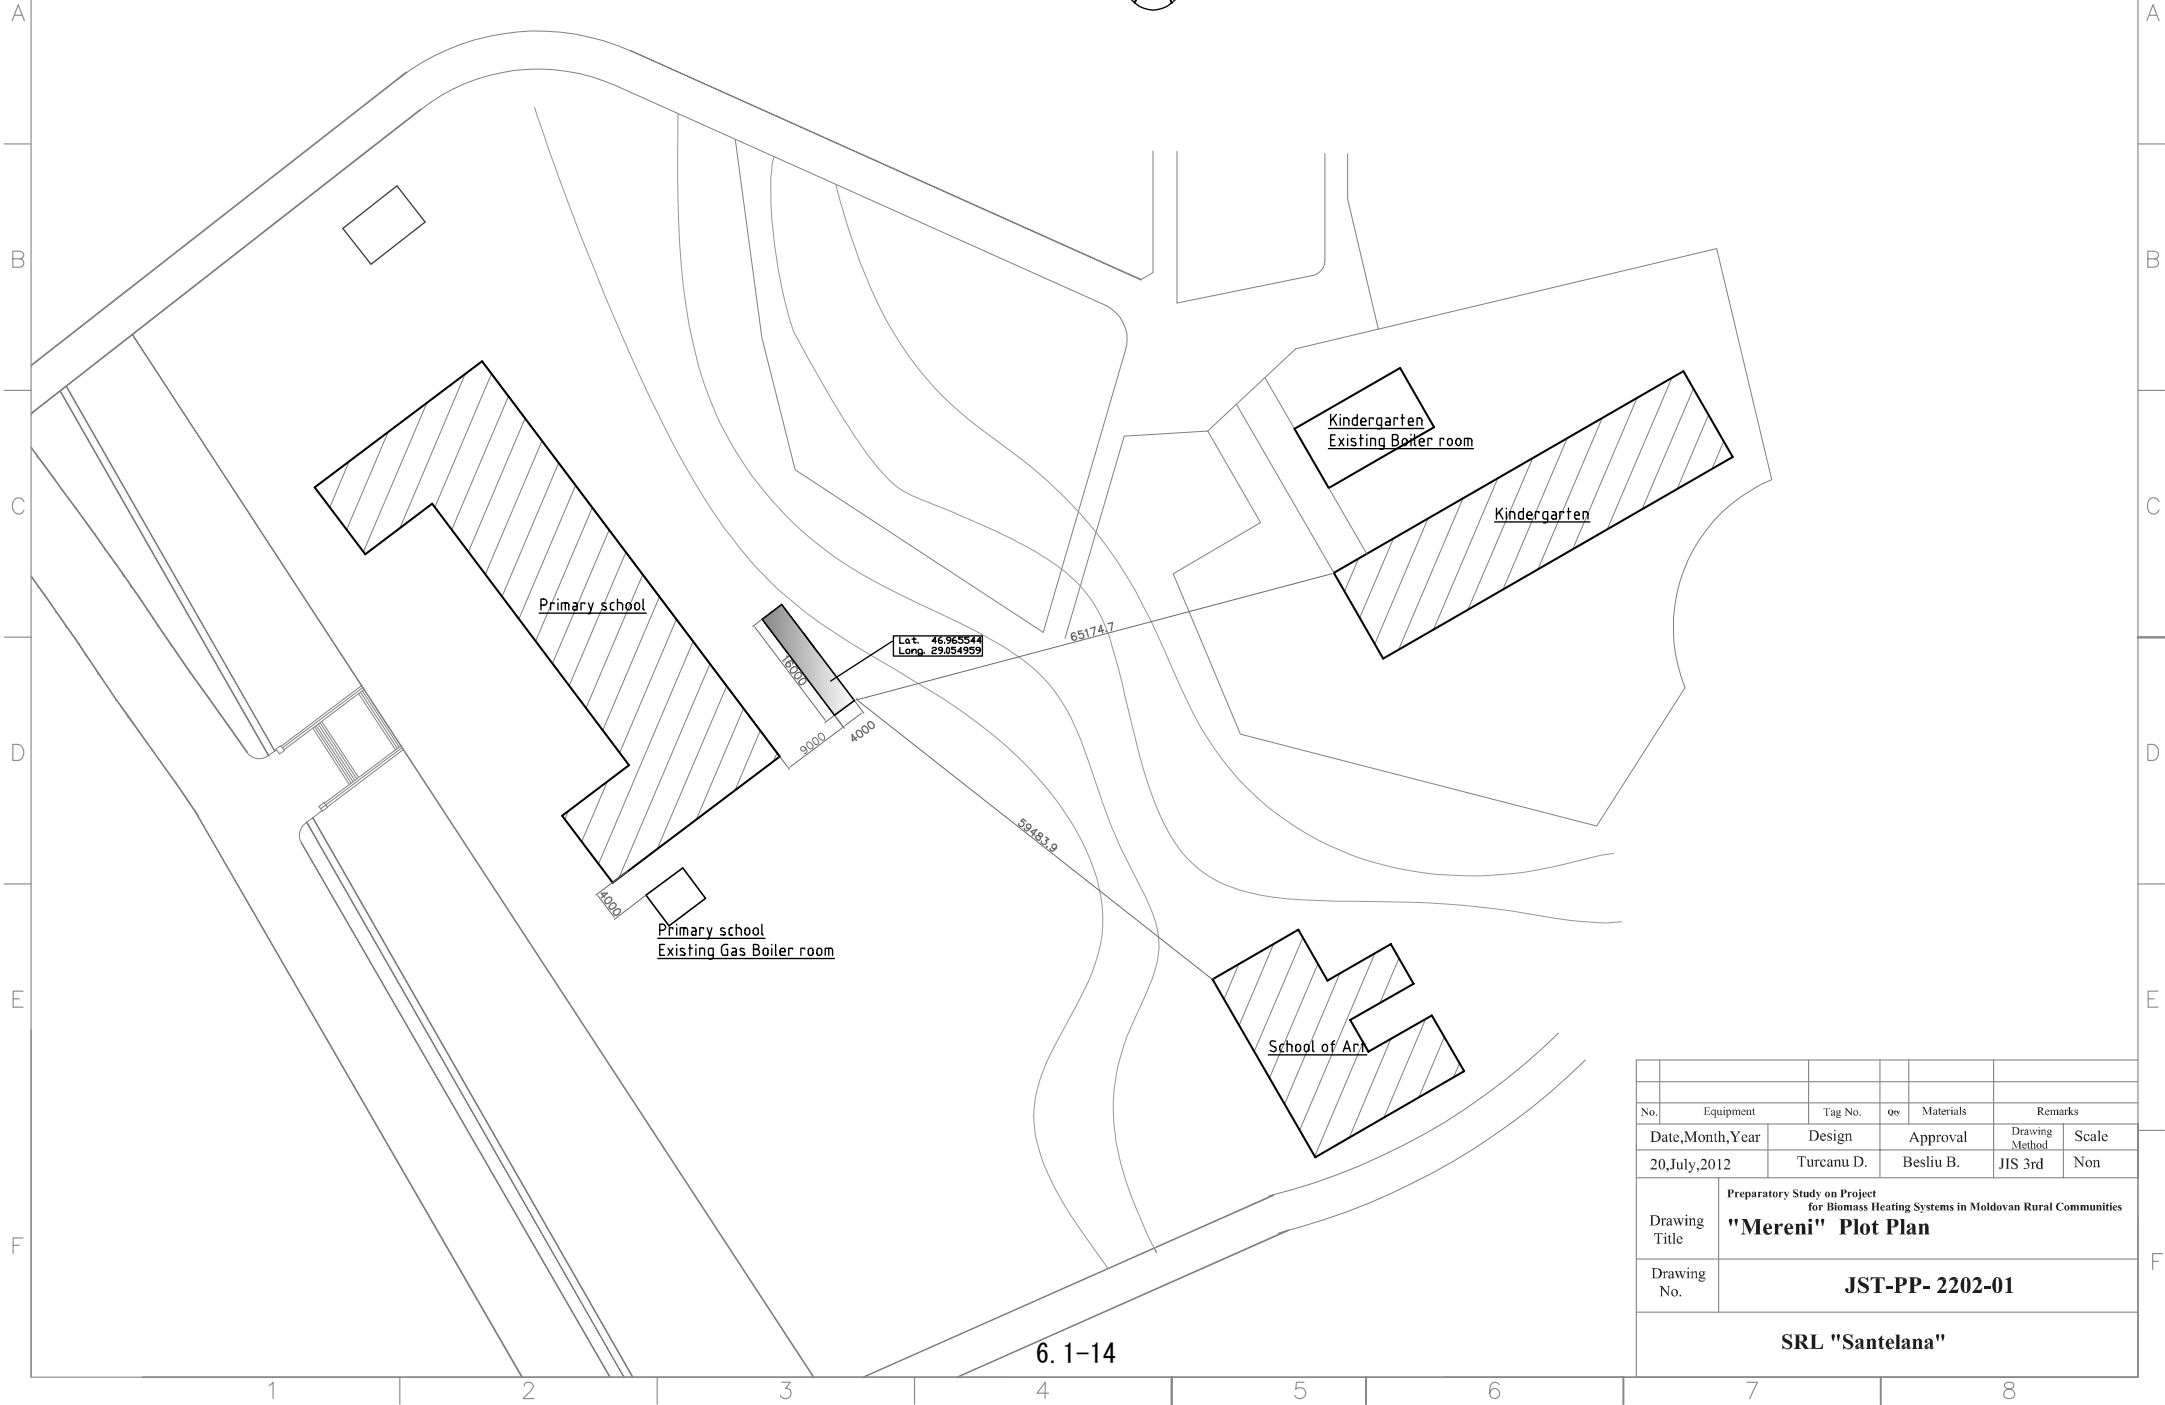 A
A
B
B
C
C
D
D
E
E
F
F
Kindergarten
Existing Boiler room
Kindergarten
Primary school
Lat. 46.965544
Long. 29.054959
65174.7
16000
9000
4000
59483.9
4000
Primary school
Existing Gas Boiler room
School of Art
No. Equipment Tag No. Qty Materials Remarks
Date,Month,Year Design Approval Drawing Method Scale
20,July,2012 Turcanu D. Besliu B. JIS 3rd Non
Drawing Title
Preparatory Study on Project
for Biomass Heating Systems in Moldovan Rural Communities
"Mereni" Plot Plan
Drawing No.
JST-PP- 2202-01
SRL "Santelana"
6. 1-14
1 2 3 4 5 6 7 8